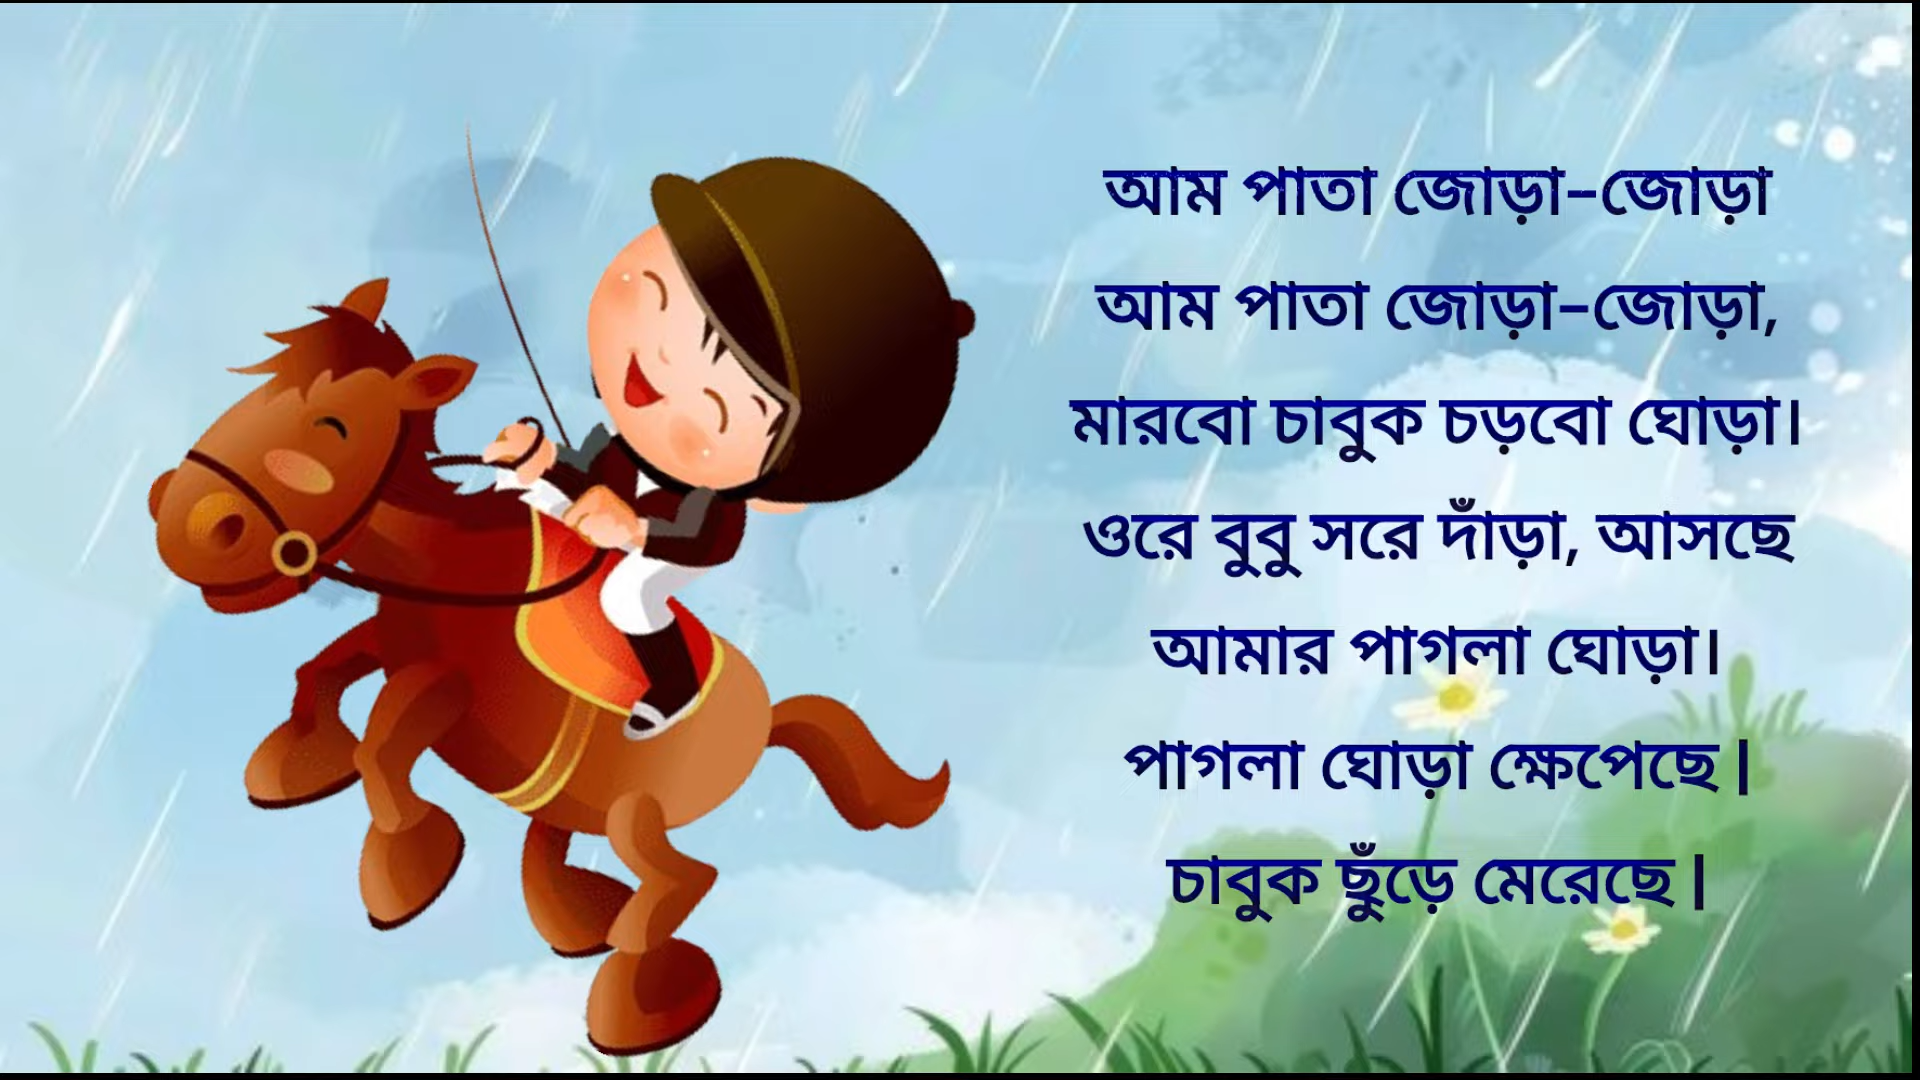 আম পাতা জোড়া-জোড়া
আম পাতা জোড়া-জোড়া,
মারবো চাবুক চড়বো ঘোড়া।
ওরে বুবু সরে দাঁড়া, আসছে
আমার পাগলা ঘোড়া।
পাগলা ঘোড়া ক্ষেপেছে |
চাবুক ছুঁড়ে মেরেছে |